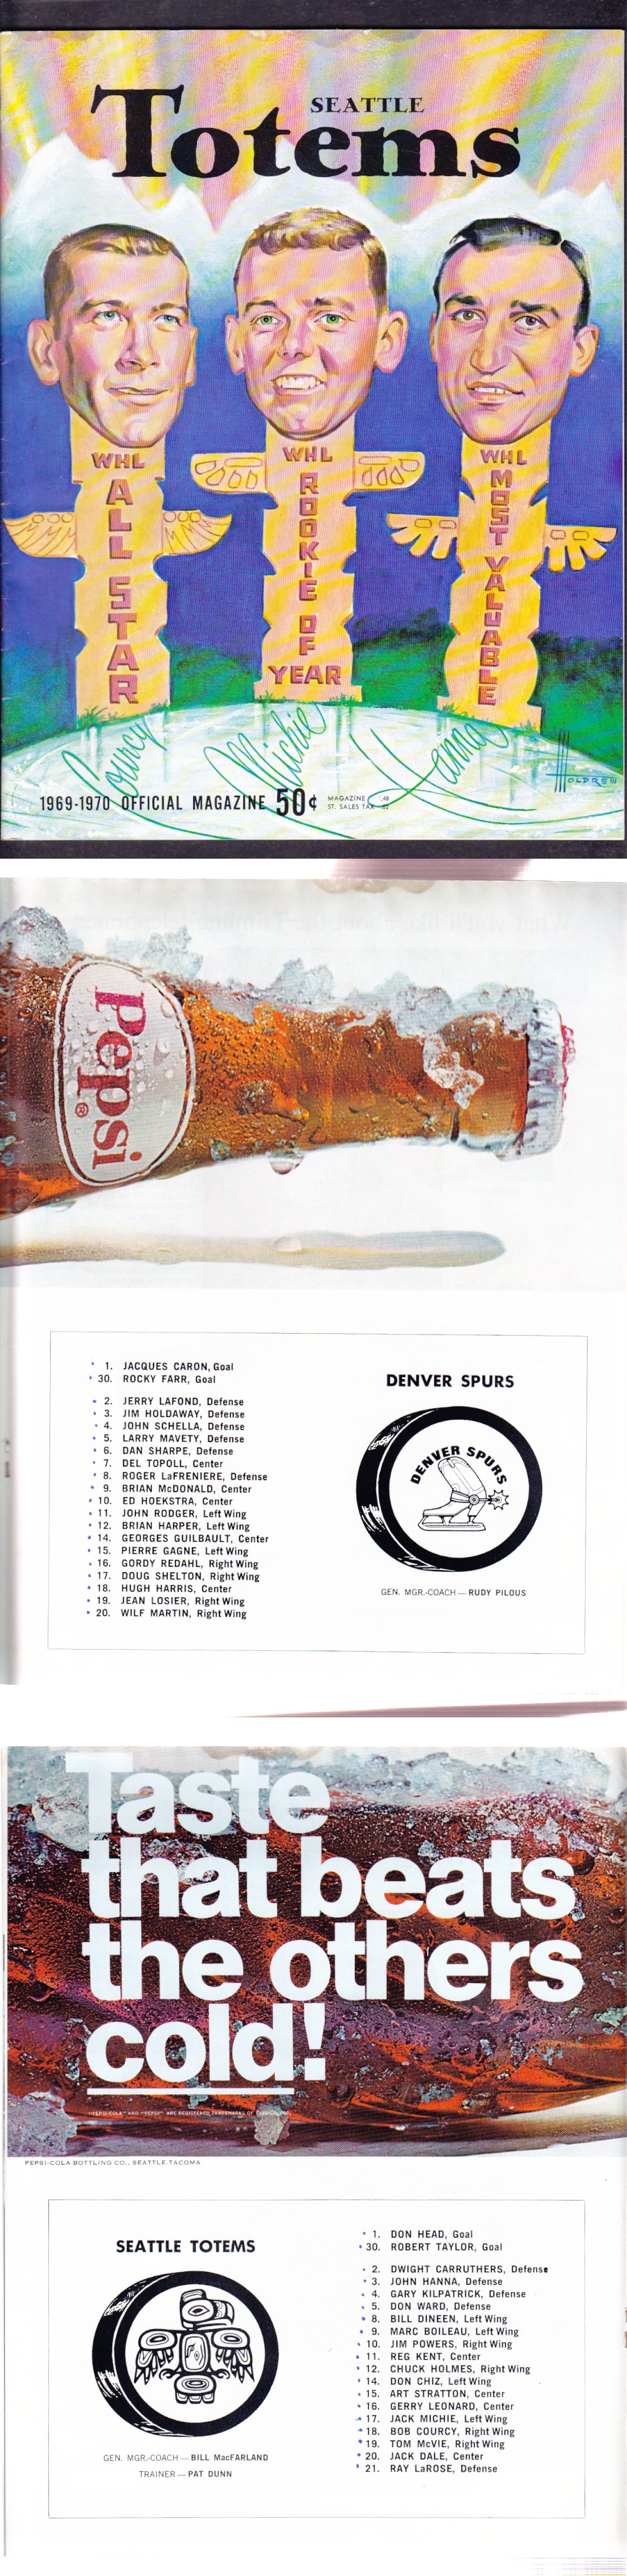 SEATTLE
Totems
WHL
ALL STAR
WHL
ROOKIE OF
YEAR
WHL
MOST VALUABLE
Courcy
Michie
Hanna
1969-1970 OFFICIAL MAGAZINE 50¢
MAGAZINE .48
ST. SALES TAX .02
pepsi®
1. JACQUES CARON, Goal
30. ROCKY FARR, Goal
2. JERRY LAFOND, Defense
3. JIM HOLDAWAY, Defense
4. JOHN SCHELLA, Defense
5. LARRY MAVETY, Defense
6. DAN SHARPE, Defense
7. DEL TOPOLL, Center
8. ROGER LaFRENIERE, Defense
9. BRIAN McDONALD, Center
10. ED HOEKSTRA, Center
11. JOHN RODGER, Left Wing
12. BRIAN HARPER, Left Wing
14. GEORGES GUILBAULT, Center
15. PIERRE GAGNE, Left Wing
16. GORDY REDAHL, Right Wing
17. DOUG SHELTON, Right Wing
18. HUGH HARRIS, Center
19. JEAN LOSIER, Right Wing
20. WILF MARTIN, Right Wing
DENVER SPURS
DENVER SPURS
GEN. MGR.-COACH — RUDY PILOUS
Taste
that beats
the others
cold!
"PEPSI-COLA" AND "PEPSI" ARE REGISTERED TRADEMARKS OF
PEPSI-COLA BOTTLING CO., SEATTLE-TACOMA
SEATTLE TOTEMS
GEN. MGR.-COACH — BILL MacFARLAND
TRAINER — PAT DUNN
1. DON HEAD, Goal
30. ROBERT TAYLOR, Goal
2. DWIGHT CARRUTHERS, Defense
3. JOHN HANNA, Defense
4. GARY KILPATRICK, Defense
5. DON WARD, Defense
8. BILL DINEEN, Left Wing
9. MARC BOILEAU, Left Wing
10. JIM POWERS, Right Wing
11. REG KENT, Center
12. CHUCK HOLMES, Right Wing
14. DON CHIZ, Left Wing
15. ART STRATTON, Center
16. GERRY LEONARD, Center
17. JACK MICHIE, Left Wing
18. BOB COURCY, Right Wing
19. TOM McVIE, Right Wing
20. JACK DALE, Center
21. RAY LaROSE, Defense